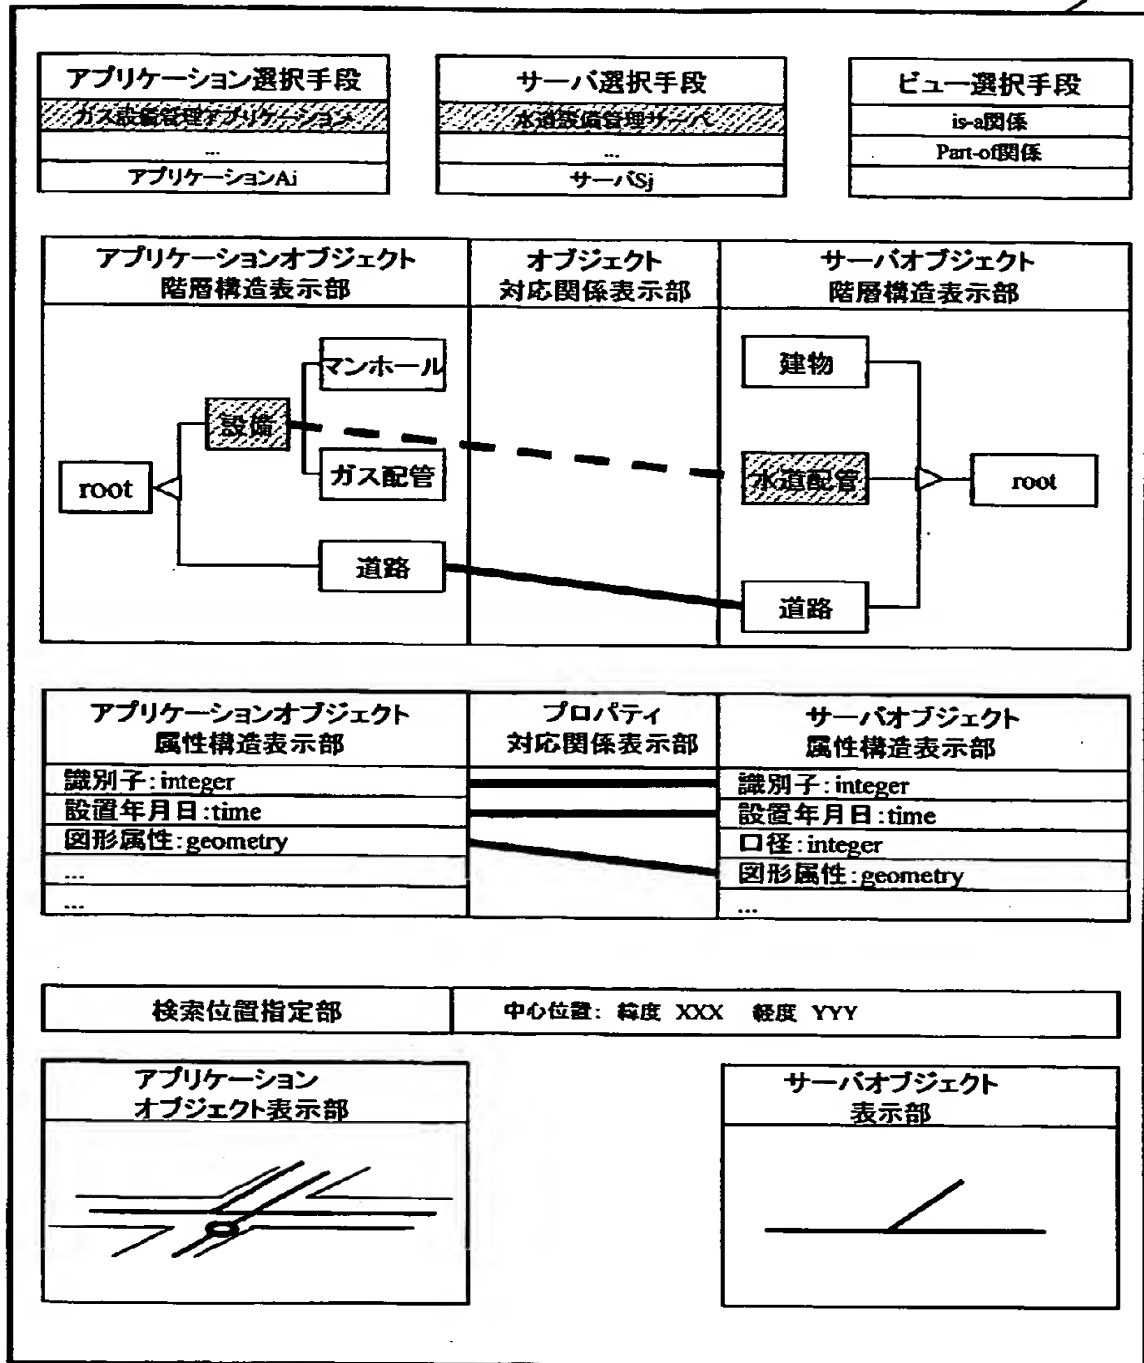 アプリケーション選択手段
ガス設備管理アプリケーション
...
アプリケーションAi
サーバ選択手段
水道設備管理サーバ
...
サーバSj
ビュー選択手段
is-a関係
Part-of関係
アプリケーションオブジェクト
階層構造表示部
オブジェクト
対応関係表示部
サーバオブジェクト
階層構造表示部
root
設備
マンホール
ガス配管
道路
建物
水道配管
道路
root
アプリケーションオブジェクト
属性構造表示部
プロパティ
対応関係表示部
サーバオブジェクト
属性構造表示部
識別子:integer
設置年月日:time
図形属性:geometry
...
...
識別子:integer
設置年月日:time
口径:integer
図形属性:geometry
...
検索位置指定部
中心位置: 緯度 XXX 経度 YYY
アプリケーション
オブジェクト表示部
サーバオブジェクト
表示部